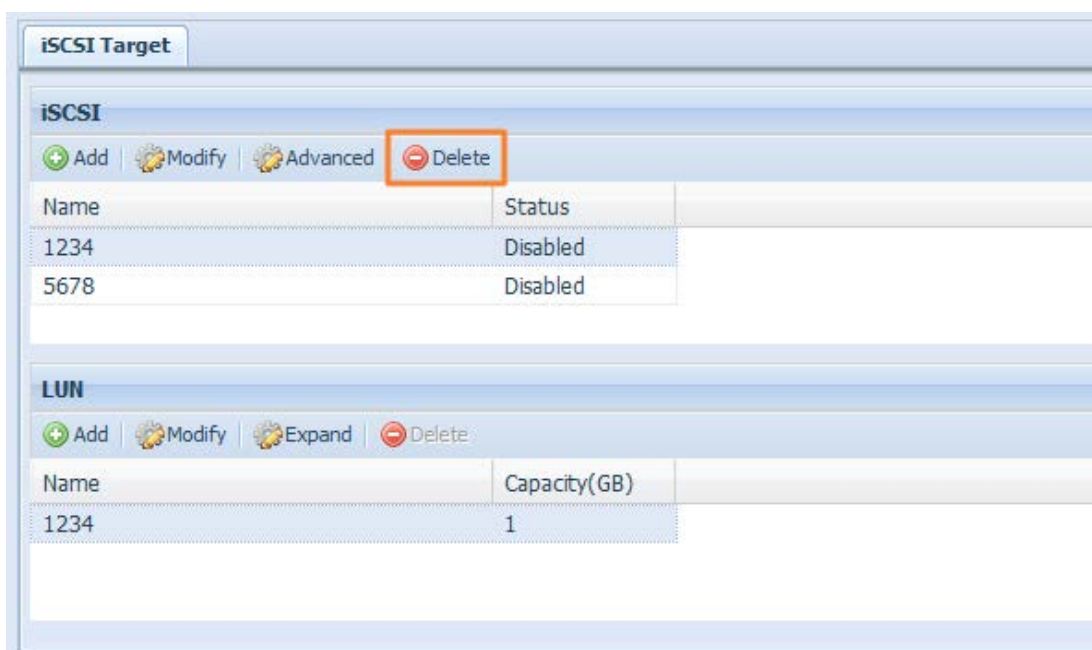 iSCSI Target
iSCSI
Add Modify Advanced Delete
Name Status
1234 Disabled
5678 Disabled
LUN
Add Modify Expand Delete
Name Capacity(GB)
1234 1